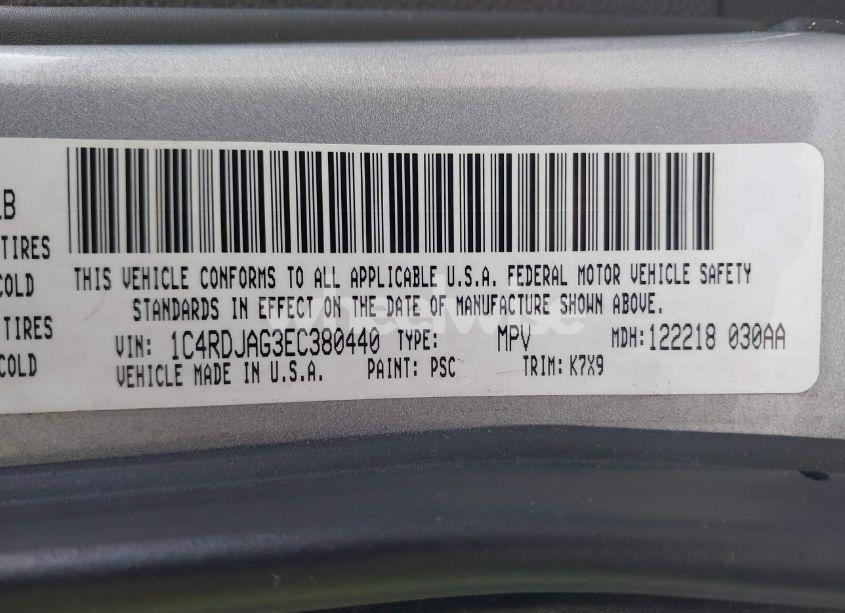 LB
TIRES
COLD
TIRES
COLD
THIS VEHICLE CONFORMS TO ALL APPLICABLE U.S.A. FEDERAL MOTOR VEHICLE SAFETY
STANDARDS IN EFFECT ON THE DATE OF MANUFACTURE SHOWN ABOVE.
wheelwise
VIN: 1C4RDJAG3EC380440 TYPE: MPV MDH: 122218 030AA
VEHICLE MADE IN U.S.A. PAINT: PSC TRIM: K7X9